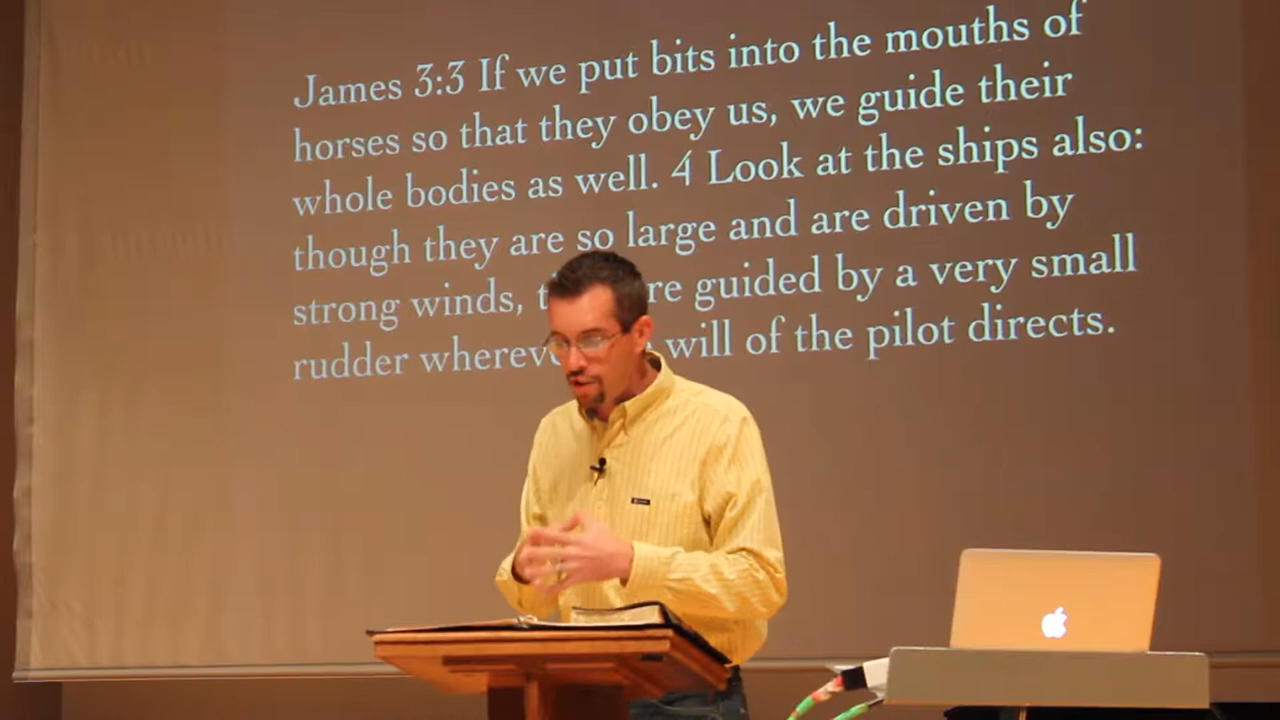 James 3:3 If we put bits into the mouths of
horses so that they obey us, we guide their
whole bodies as well. 4 Look at the ships also:
though they are so large and are driven by
strong winds, t re guided by a very small
rudder wherev will of the pilot directs.